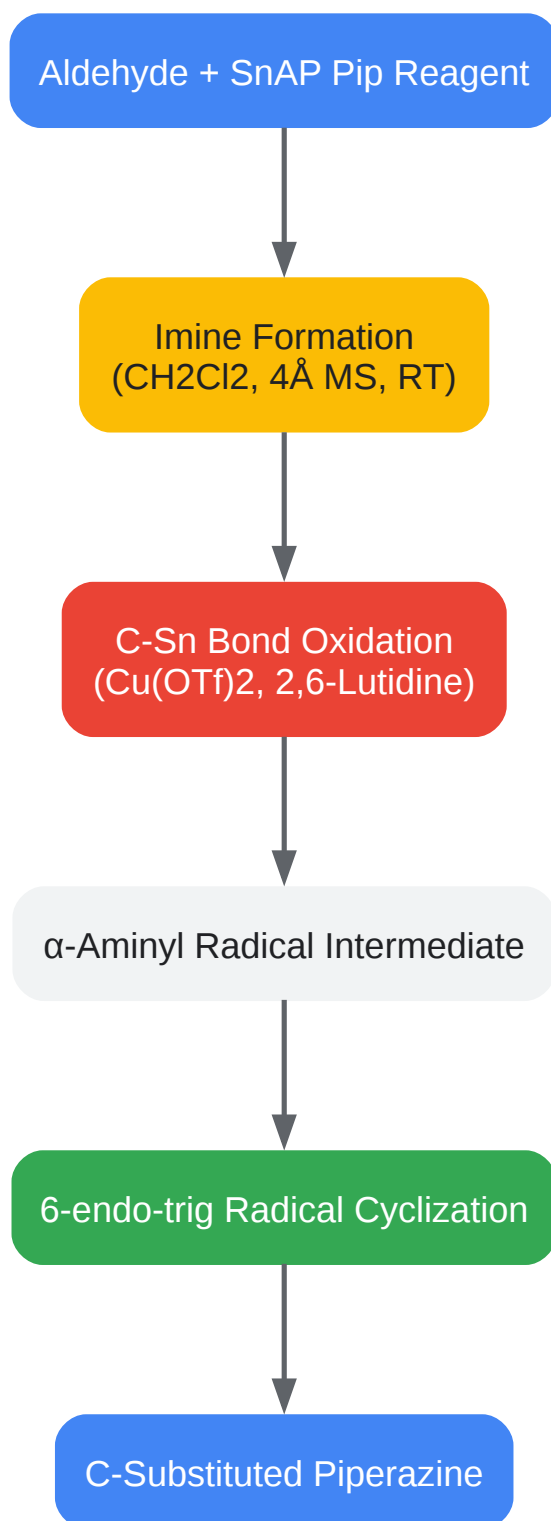 Aldehyde + SnAP Pip Reagent
Imine Formation
(CH2Cl2, 4Å MS, RT)
C-Sn Bond Oxidation
(Cu(OTf)2, 2,6-Lutidine)
α-Aminyl Radical Intermediate
6-endo-trig Radical Cyclization
C-Substituted Piperazine